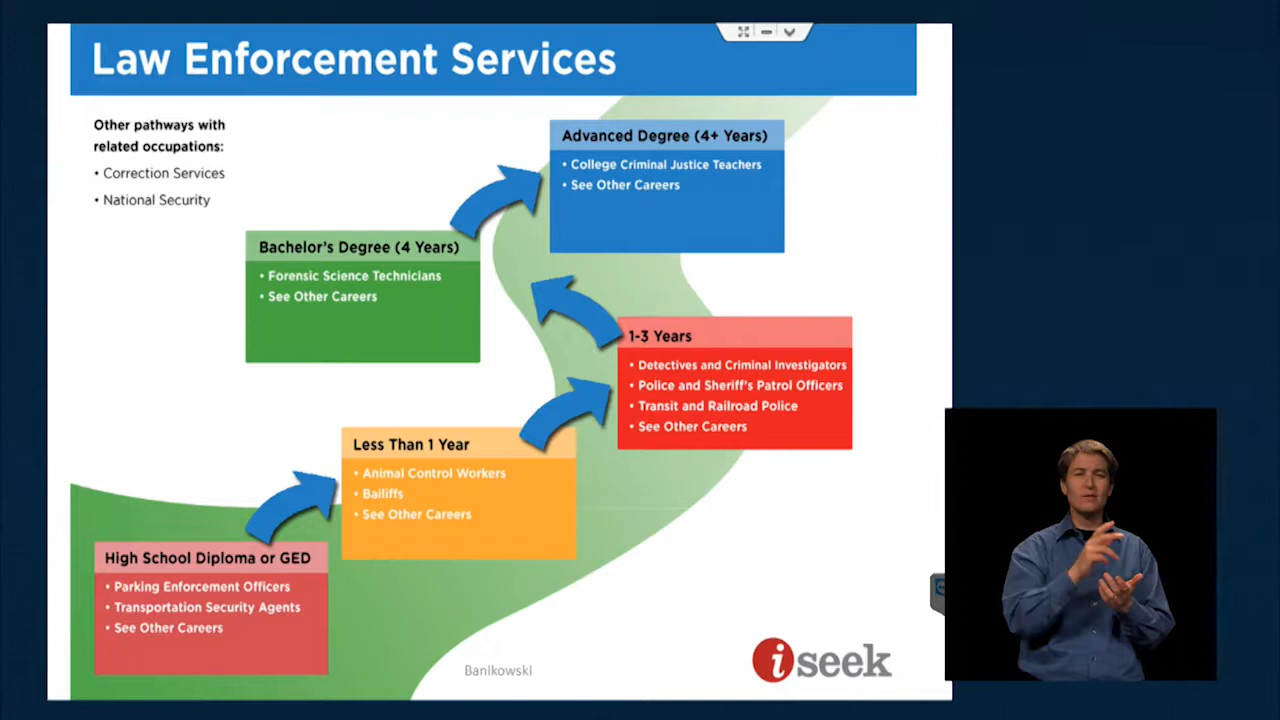 Law Enforcement Services
Other pathways with
related occupations:
• Correction Services
• National Security
Advanced Degree (4+ Years)
• College Criminal Justice Teachers
• See Other Careers
Bachelor's Degree (4 Years)
• Forensic Science Technicians
• See Other Careers
1-3 Years
• Detectives and Criminal Investigators
• Police and Sheriff's Patrol Officers
• Transit and Railroad Police
• See Other Careers
Less Than 1 Year
• Animal Control Workers
• Bailiffs
• See Other Careers
High School Diploma or GED
• Parking Enforcement Officers
• Transportation Security Agents
• See Other Careers
Banikowski
iseek